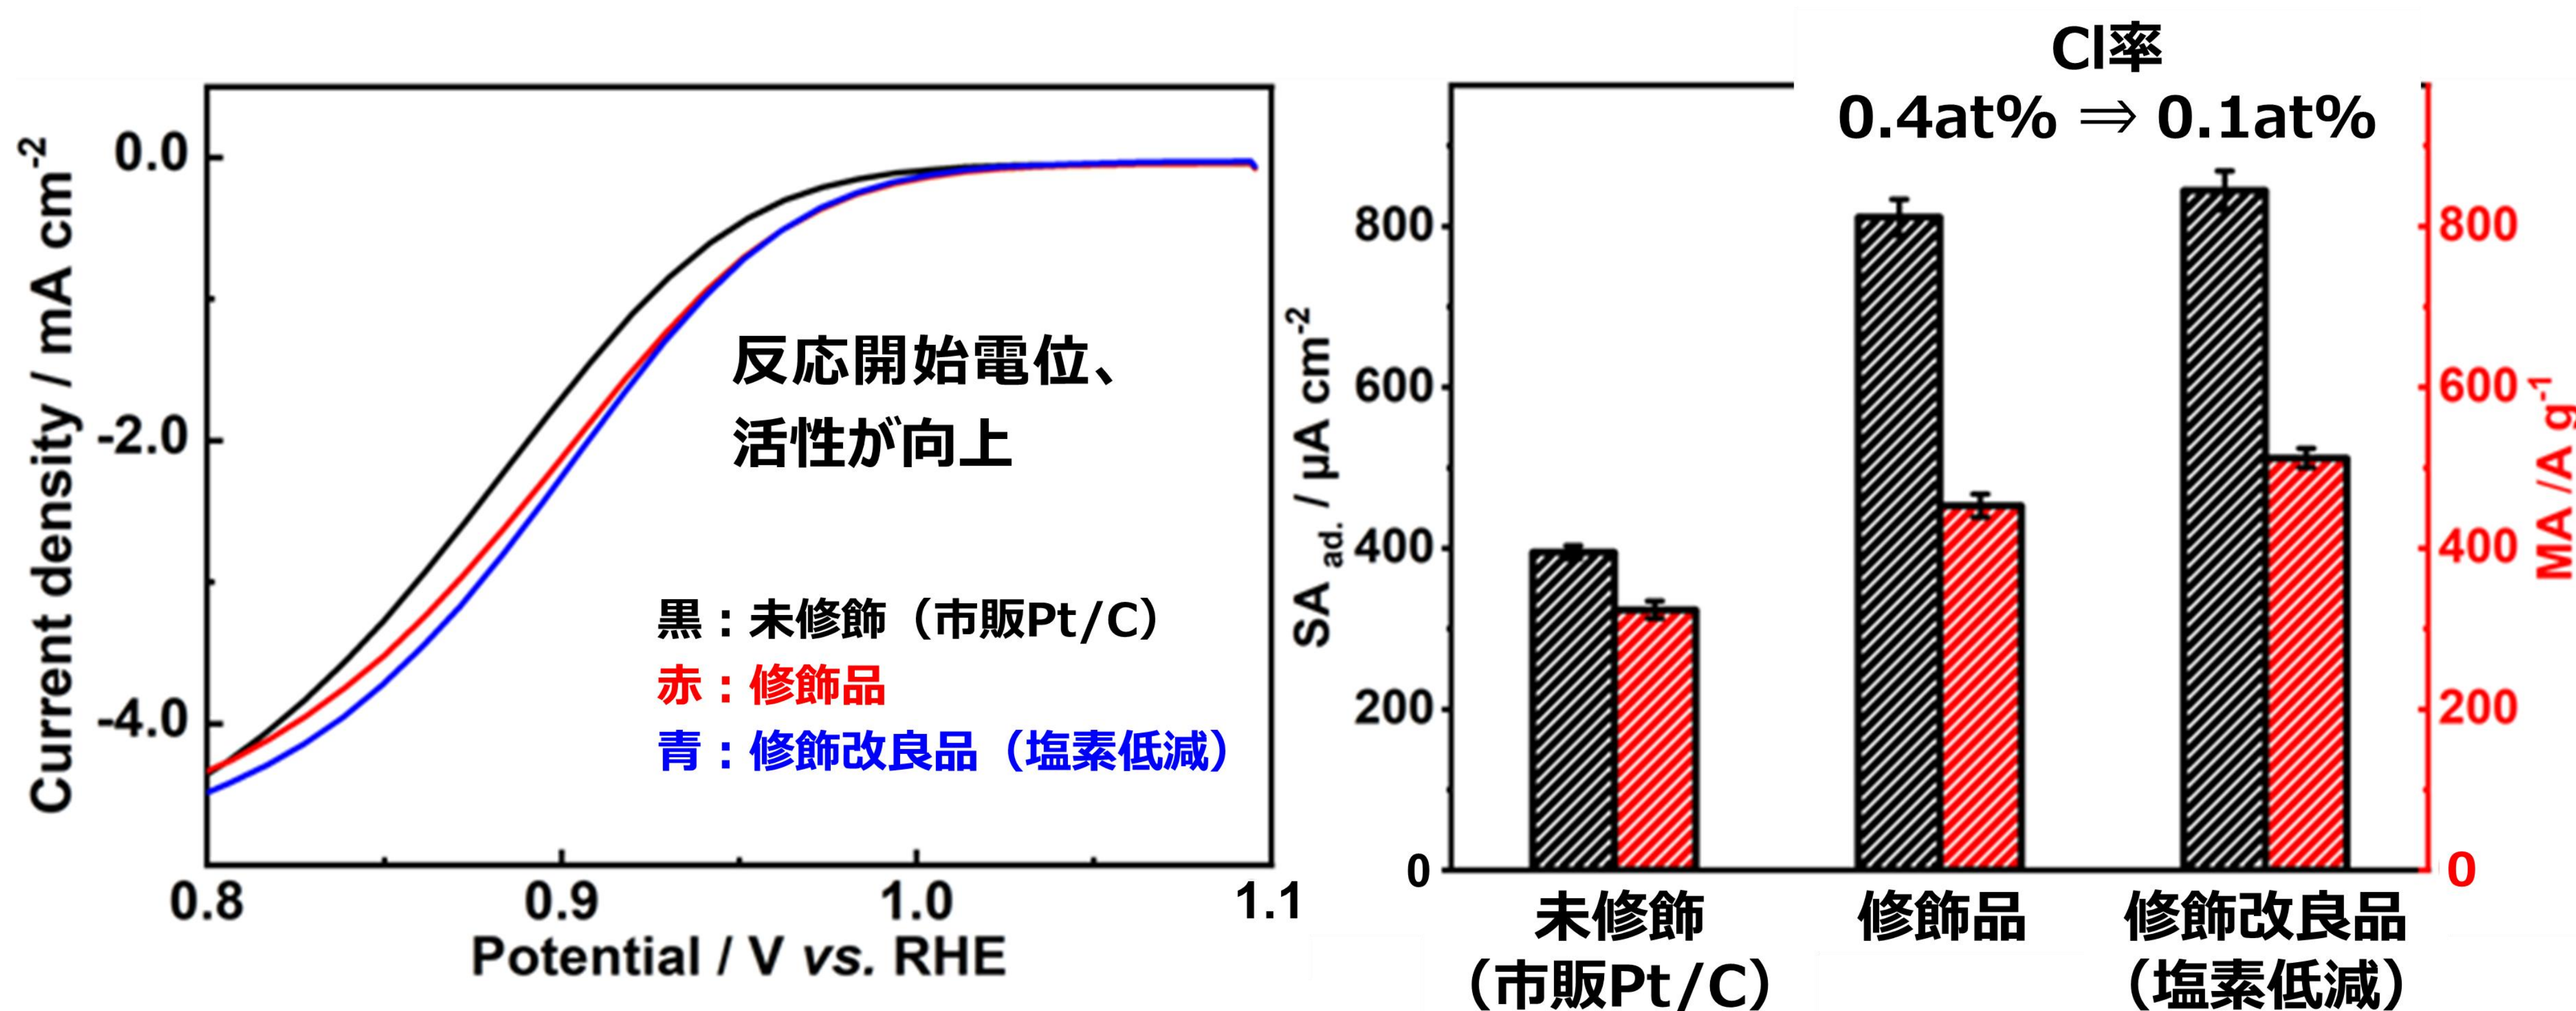 Current density / mA cm-2
0.0
-2.0
-4.0
反応開始電位、
活性が向上
黒：未修飾（市販Pt/C）
赤：修飾品
青：修飾改良品（塩素低減）
0.8
0.9
1.0
1.1
Potential / V vs. RHE
Cl率
0.4at% ⇒ 0.1at%
SA ad. / μA cm-2
800
600
400
200
0
800
600
400
200
0
MA /A g-1
未修飾
（市販Pt/C）
修飾品
修飾改良品
（塩素低減）